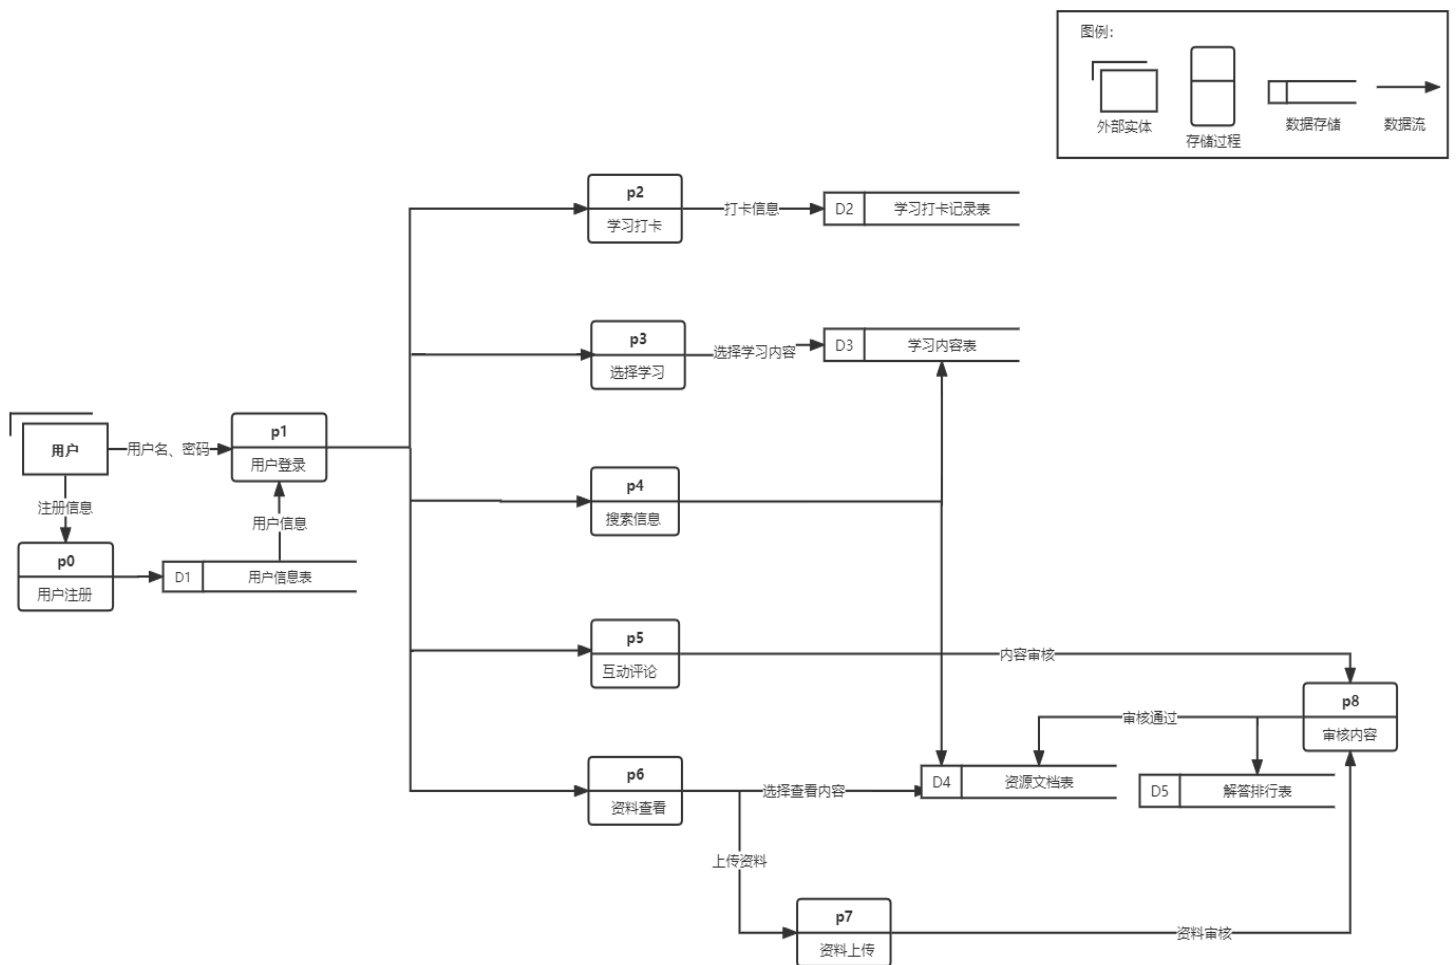 图例：
外部实体
存储过程
数据存储
数据流
p2
学习打卡
打卡信息
D2
学习打卡记录表
p3
选择学习
选择学习内容
D3
学习内容表
用户
用户名、密码
p1
用户登录
注册信息
用户信息
p0
用户注册
D1
用户信息表
p4
搜索信息
p5
互动评论
内容审核
p8
审核内容
审核通过
p6
资料查看
选择查看内容
D4
资源文档表
D5
解答排行表
上传资料
p7
资料上传
资料审核